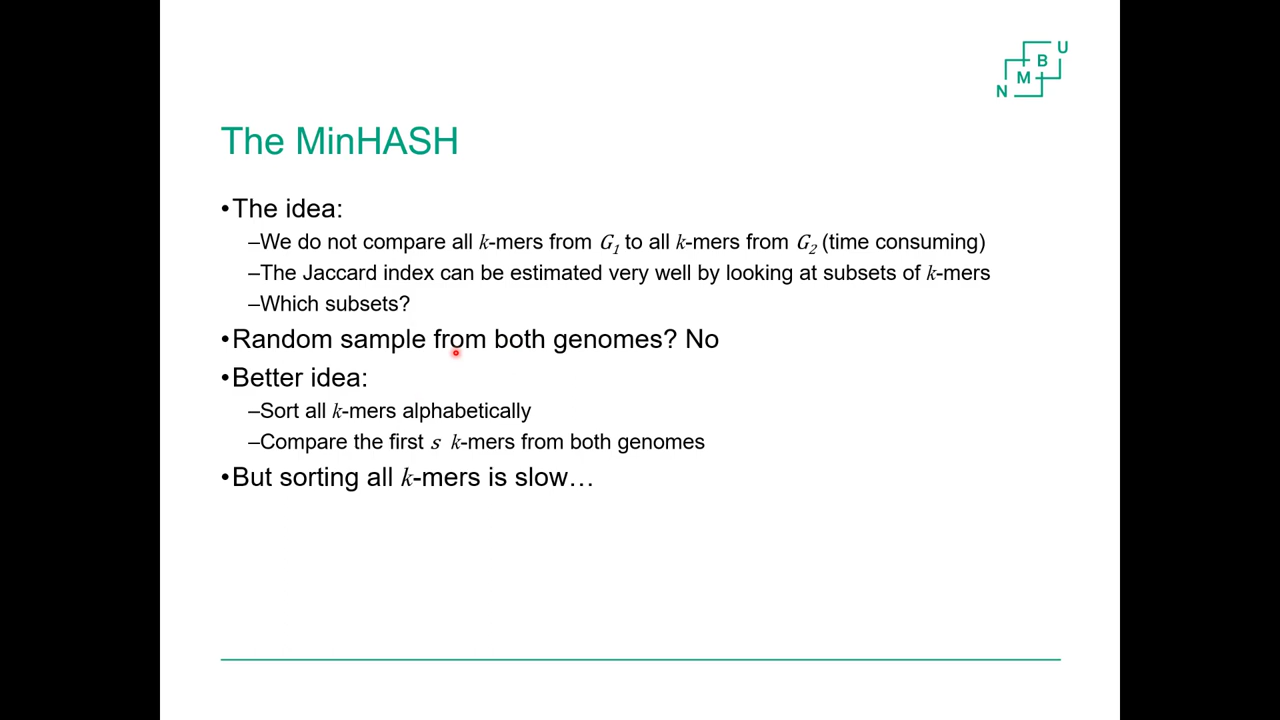 N M B U
The MinHASH
•The idea:
–We do not compare all k-mers from G1 to all k-mers from G2 (time consuming)
–The Jaccard index can be estimated very well by looking at subsets of k-mers
–Which subsets?
•Random sample from both genomes? No
•Better idea:
–Sort all k-mers alphabetically
–Compare the first s k-mers from both genomes
•But sorting all k-mers is slow…